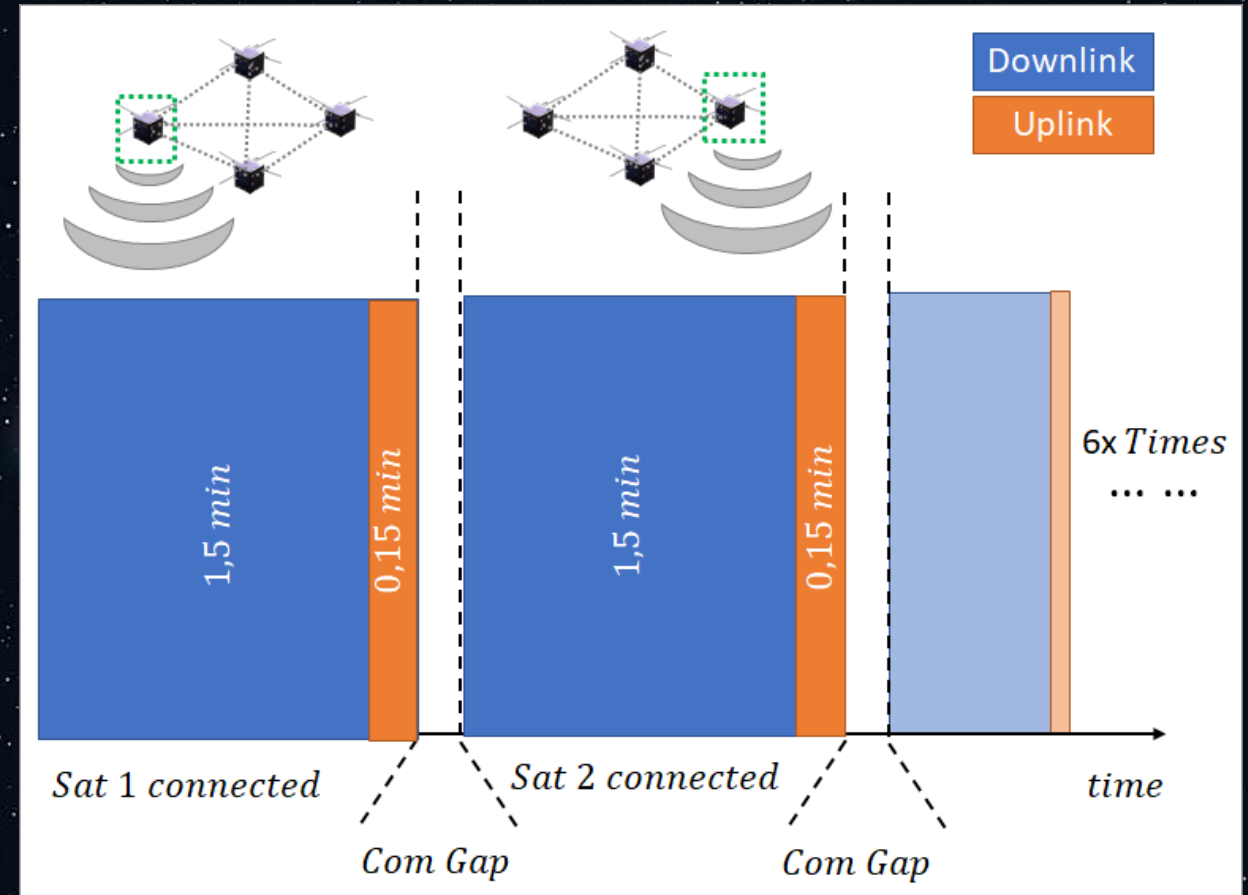 Downlink
Uplink
1,5 min
0,15 min
1,5 min
0,15 min
6x Times
... ...
Sat 1 connected
Sat 2 connected
time
Com Gap
Com Gap